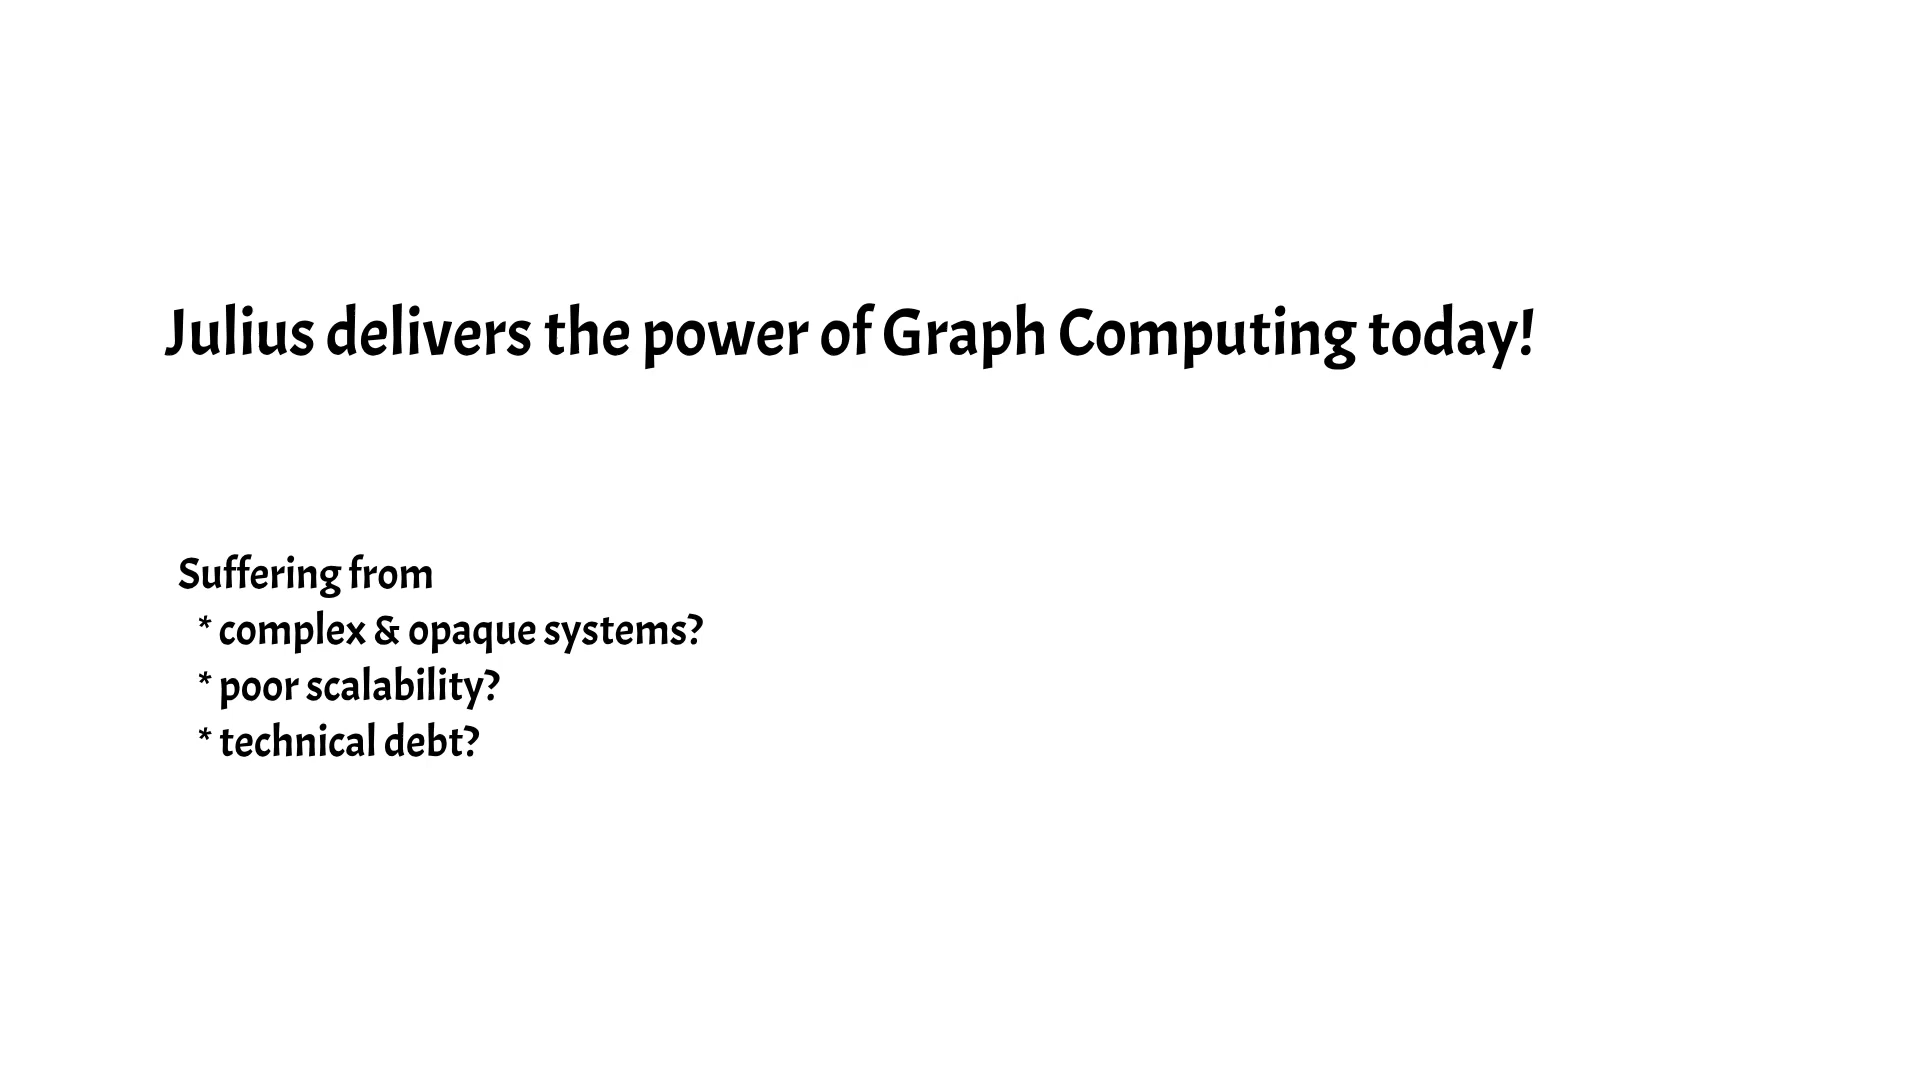 Julius delivers the power of Graph Computing today!
Suffering from
* complex & opaque systems?
* poor scalability?
* technical debt?